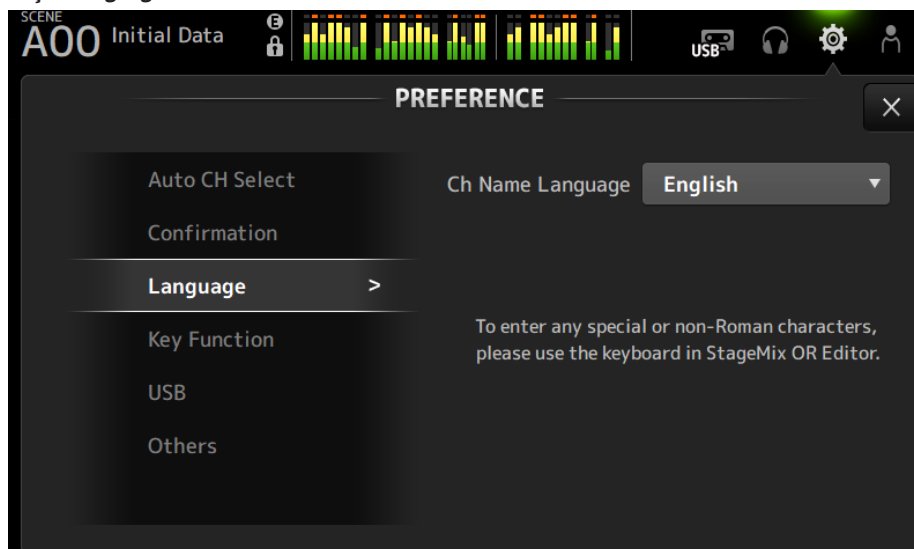 SCENE
A00 Initial Data
E
USB
PREFERENCE
Auto CH Select
Confirmation
Language >
Key Function
USB
Others
Ch Name Language English
To enter any special or non-Roman characters,
please use the keyboard in StageMix OR Editor.